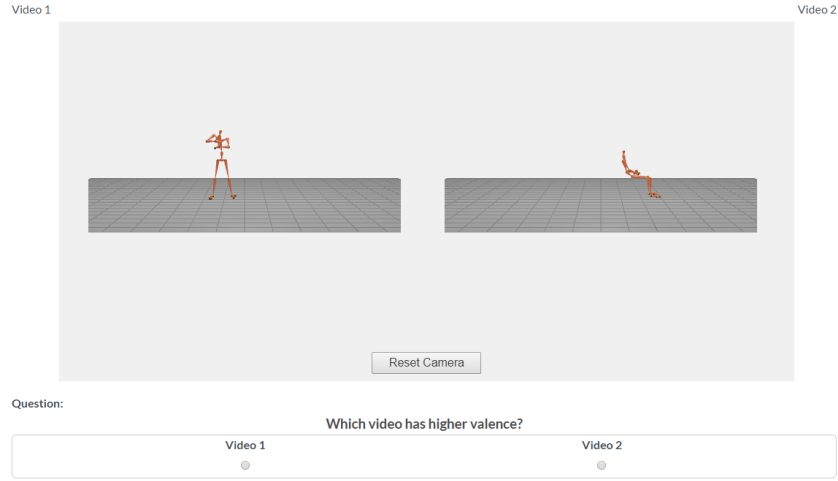 Video 1
Video 2
Reset Camera
Question:
Which video has higher valence?
Video 1
Video 2